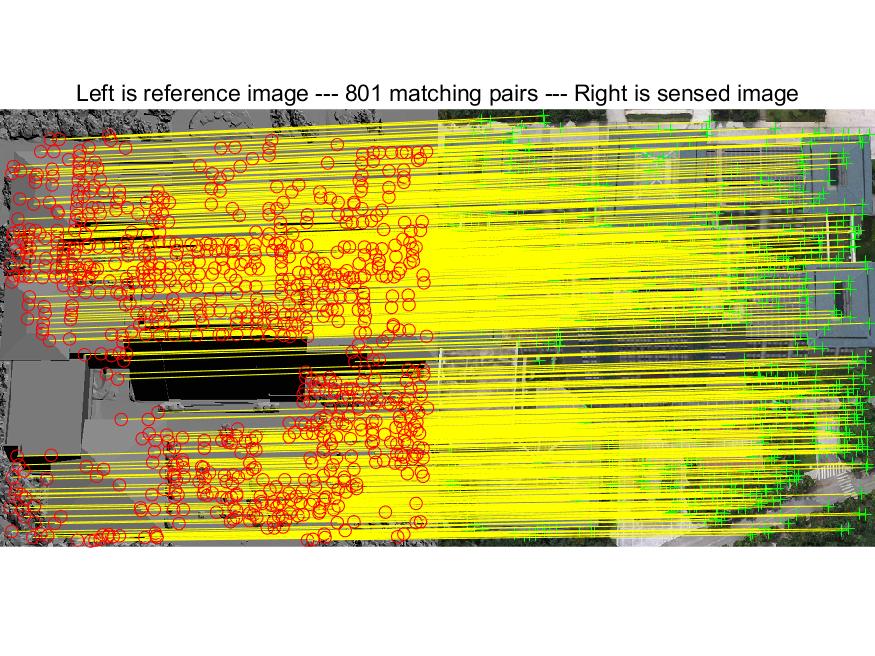 Left is reference image --- 801 matching pairs --- Right is sensed image